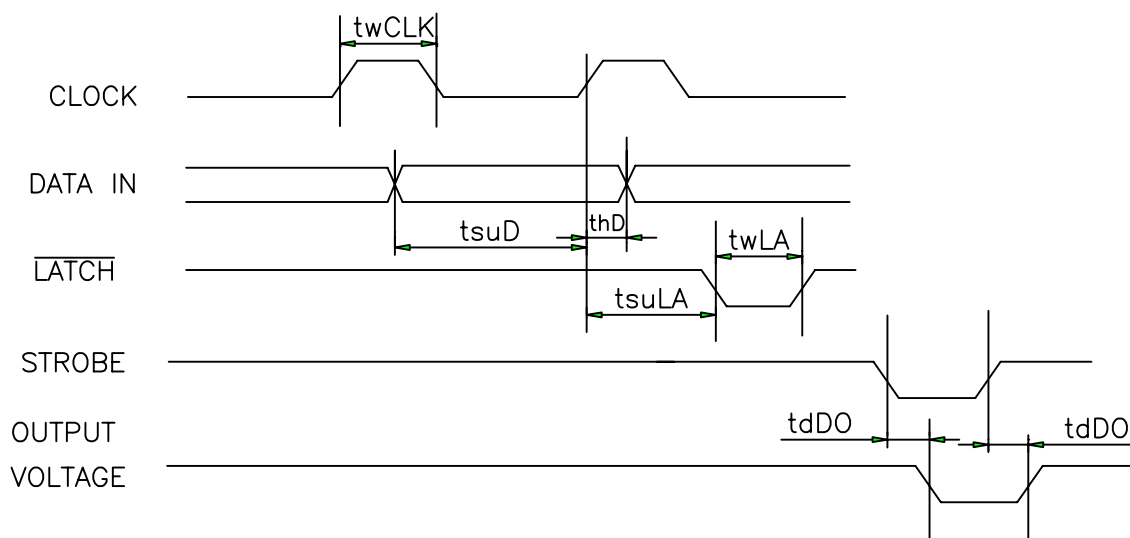 twCLK
CLOCK
DATA IN
tsuD
thD
twLA
LATCH
tsuLA
STROBE
tdDO
tdDO
OUTPUT
VOLTAGE